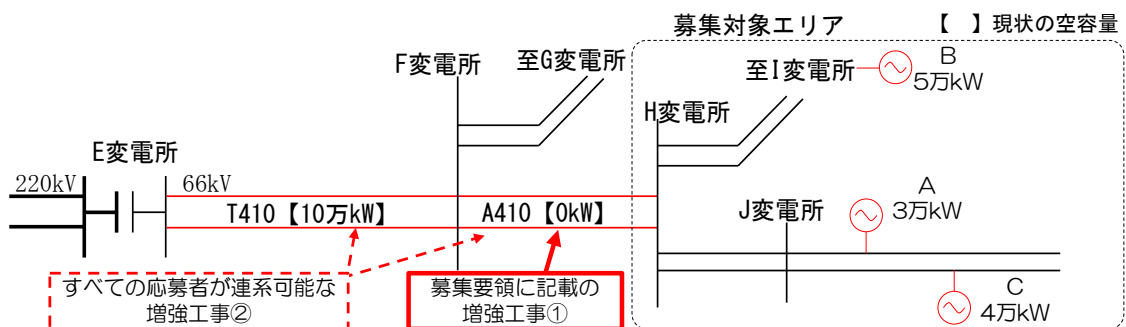 募集対象エリア
【 】現状の空容量
F変電所
至G変電所
至I変電所
B
5万kW
H変電所
E変電所
220kV
66kV
T410【10万kW】
A410【0kW】
J変電所
A
3万kW
すべての応募者が連系可能な
増強工事②
募集要領に記載の
増強工事①
C
4万kW